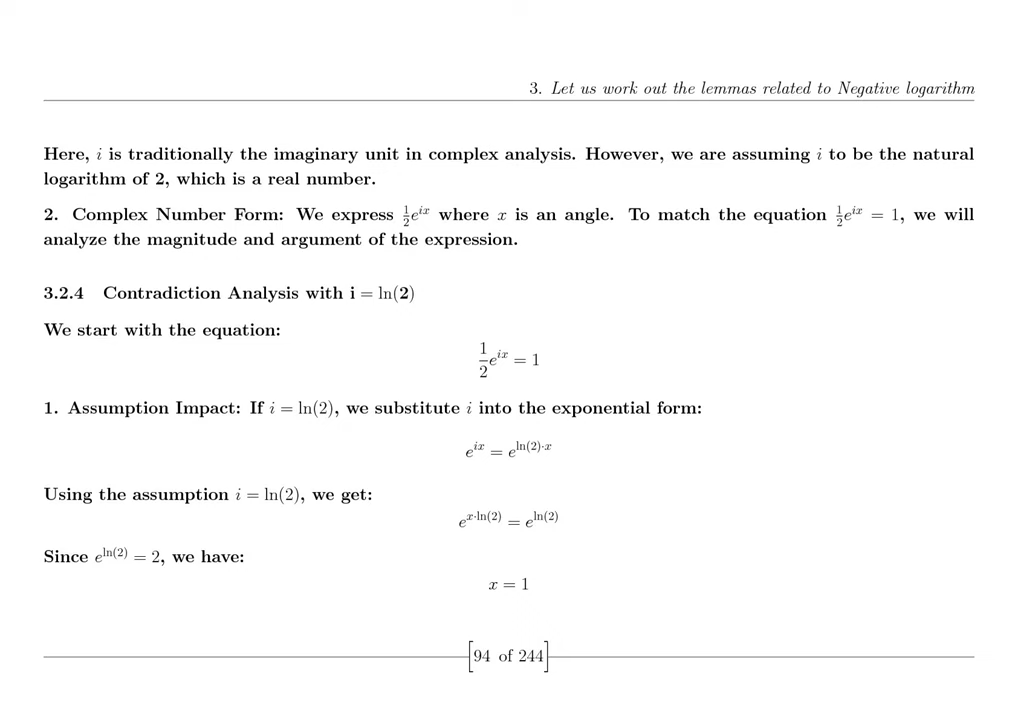 3. Let us work out the lemmas related to Negative logarithm
Here, i is traditionally the imaginary unit in complex analysis. However, we are assuming i to be the natural
logarithm of 2, which is a real number.
2. Complex Number Form: We express \frac{1}{2}e^{ix} where x is an angle. To match the equation \frac{1}{2}e^{ix} = 1, we will
analyze the magnitude and argument of the expression.
3.2.4 Contradiction Analysis with i = ln(2)
We start with the equation:
\frac{1}{2}e^{ix} = 1
1. Assumption Impact: If i = ln(2), we substitute i into the exponential form:
e^{ix} = e^{ln(2)·x}
Using the assumption i = ln(2), we get:
e^{x·ln(2)} = e^{ln(2)}
Since e^{ln(2)} = 2, we have:
x = 1
[94 of 244]